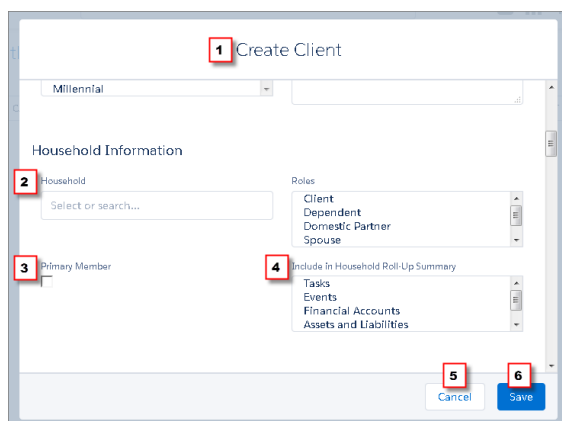 1 Create Client
Millennial
Household Information
2 Household
Select or search...
Roles
Client
Dependent
Domestic Partner
Spouse
3 Primary Member
4 Include in Household Roll-Up Summary
Tasks
Events
Financial Accounts
Assets and Liabilities
5 6
Cancel Save